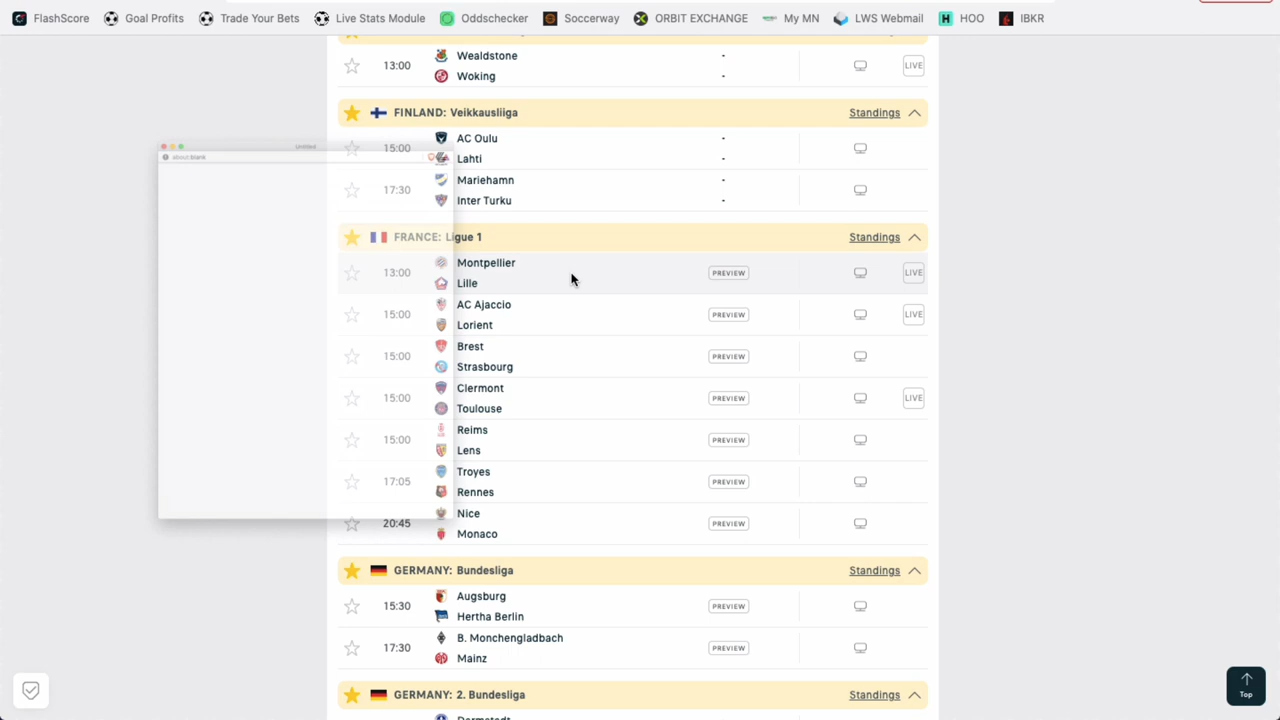 FlashScore Goal Profits Trade Your Bets Live Stats Module Oddschecker Soccerway ORBIT EXCHANGE My MN LWS Webmail HOO IBKR
13:00 Wealdstone - LIVE
Woking -
FINLAND: Veikkausliiga Standings
15:00 AC Oulu -
Lahti -
17:30 Mariehamn -
Inter Turku -
Untitled
about:blank
FRANCE: Ligue 1 Standings
13:00 Montpellier PREVIEW LIVE
Lille
15:00 AC Ajaccio PREVIEW LIVE
Lorient
15:00 Brest PREVIEW
Strasbourg
15:00 Clermont PREVIEW LIVE
Toulouse
15:00 Reims PREVIEW
Lens
17:05 Troyes PREVIEW
Rennes
20:45 Nice PREVIEW
Monaco
GERMANY: Bundesliga Standings
15:30 Augsburg PREVIEW
Hertha Berlin
17:30 B. Monchengladbach PREVIEW
Mainz
GERMANY: 2. Bundesliga Standings
Top